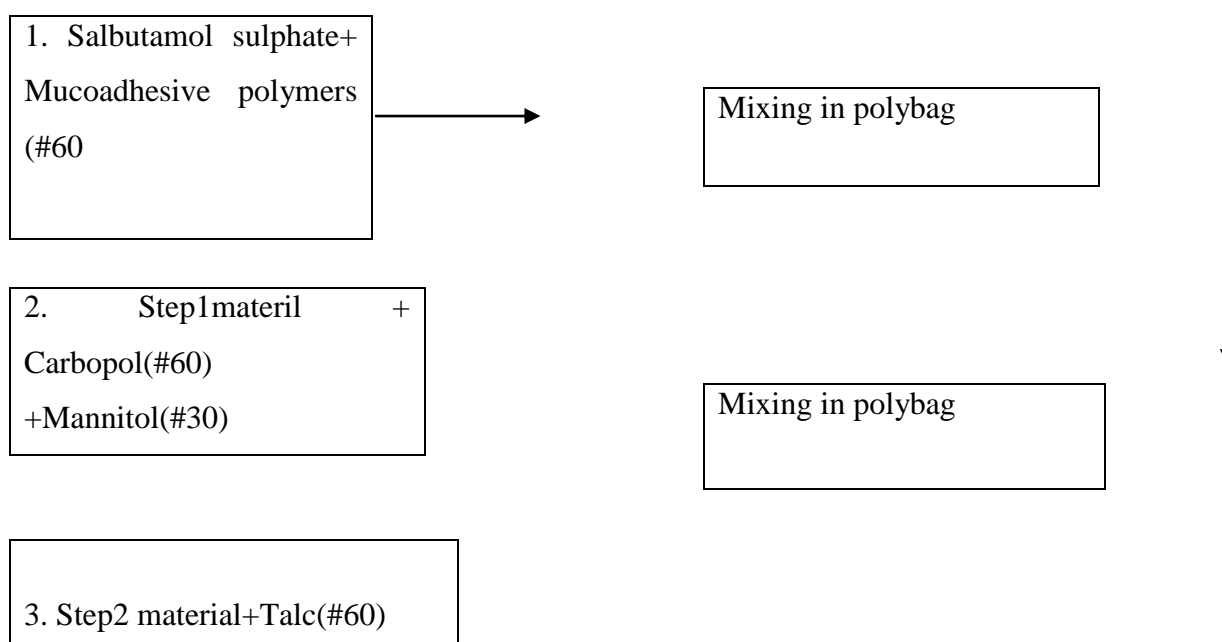 1. Salbutamol sulphate+
Mucoadhesive polymers
(#60
Mixing in polybag
2. Step1materil +
Carbopol(#60)
+Mannitol(#30)
Mixing in polybag
3. Step2 material+Talc(#60)